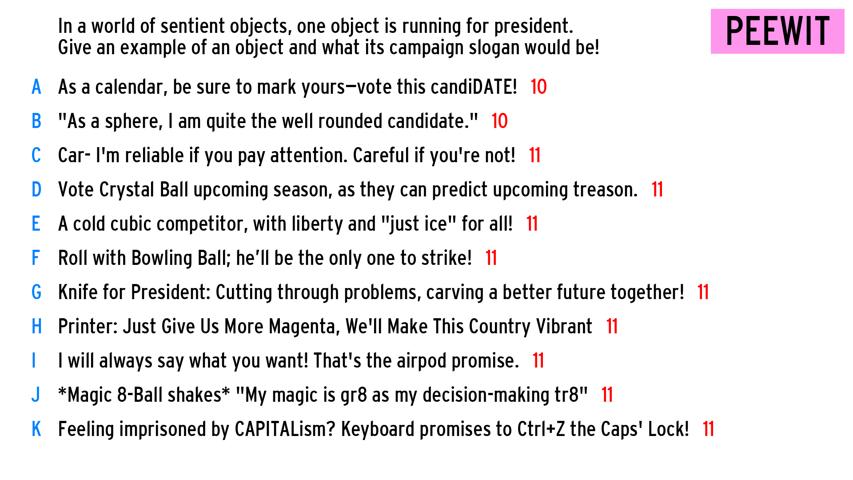 In a world of sentient objects, one object is running for president.
Give an example of an object and what its campaign slogan would be!
PEEWIT
A As a calendar, be sure to mark yours—vote this candiDATE! 10
B "As a sphere, I am quite the well rounded candidate." 10
C Car- I'm reliable if you pay attention. Careful if you're not! 11
D Vote Crystal Ball upcoming season, as they can predict upcoming treason. 11
E A cold cubic competitor, with liberty and "just ice" for all! 11
F Roll with Bowling Ball; he’ll be the only one to strike! 11
G Knife for President: Cutting through problems, carving a better future together! 11
H Printer: Just Give Us More Magenta, We'll Make This Country Vibrant 11
I I will always say what you want! That's the airpod promise. 11
J *Magic 8-Ball shakes* "My magic is gr8 as my decision-making tr8" 11
K Feeling imprisoned by CAPITALism? Keyboard promises to Ctrl+Z the Caps' Lock! 11